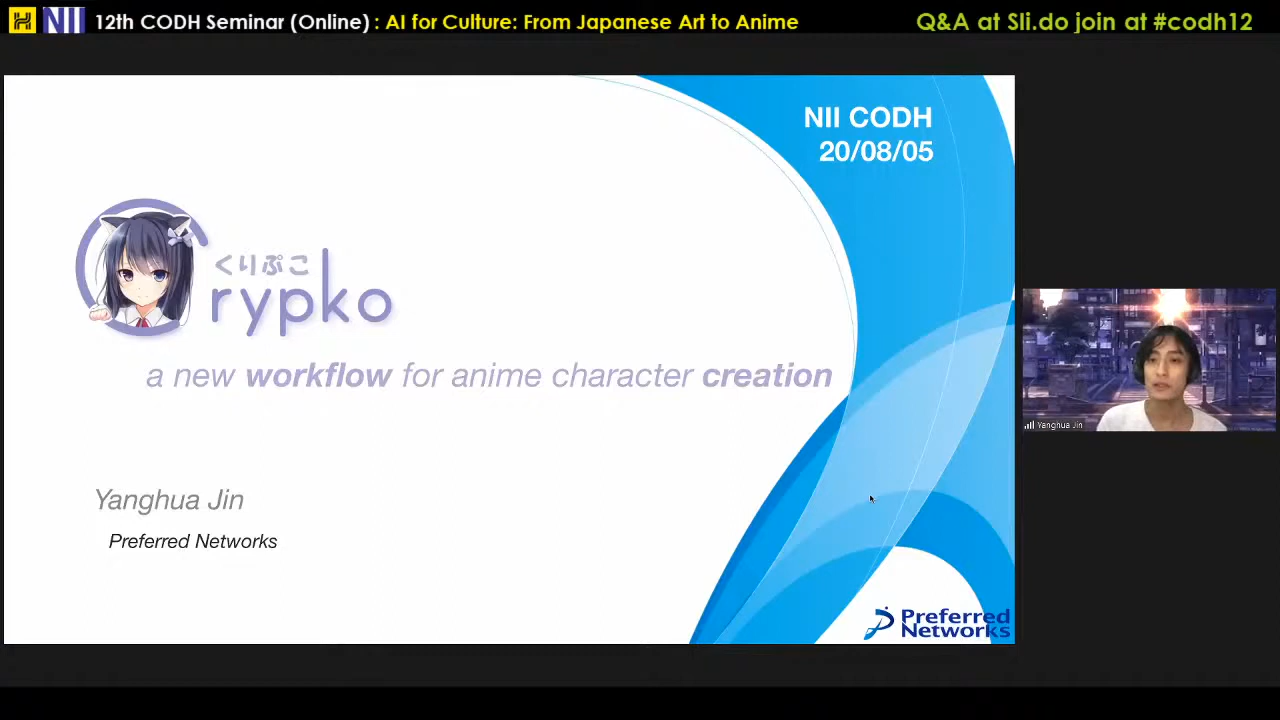 NII 12th CODH Seminar (Online) : AI for Culture: From Japanese Art to Anime
Q&A at Sli.do join at #codh12
NII CODH
20/08/05
くりぷこ
rypko
a new workflow for anime character creation
Yanghua Jin
Preferred Networks
Preferred
Networks
Yanghua Jin